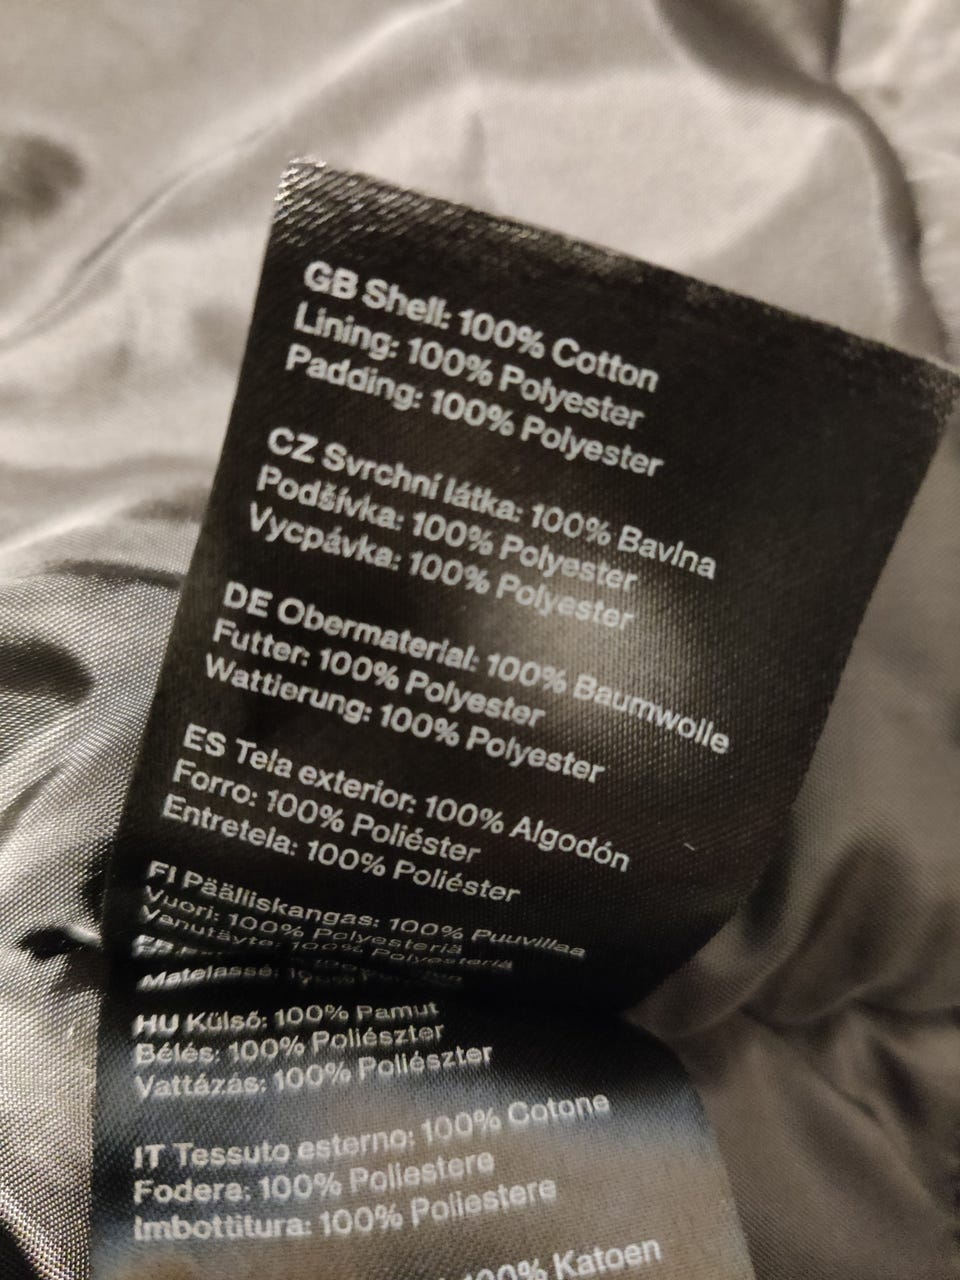 GB Shell: 100% Cotton
Lining: 100% Polyester
Padding: 100% Polyester
CZ Svrchní látka: 100% Bavlna
Podšívka: 100% Polyester
Vycpávka: 100% Polyester
DE Obermaterial: 100% Baumwolle
Futter: 100% Polyester
Wattierung: 100% Polyester
ES Tela exterior: 100% Algodón
Forro: 100% Poliéster
Entretela: 100% Poliéster
FI Päälliskangas: 100% Puuvillaa
Vuori: 100% Polyesteriä
Vanutäyte: 100% Polyesteriä
Matelassé:
HU Külső: 100% Pamut
Bélés: 100% Poliészter
Vattázás: 100% Poliészter
IT Tessuto esterno: 100% Cotone
Fodera: 100% Poliestere
Imbottitura: 100% Poliestere
100% Katoen